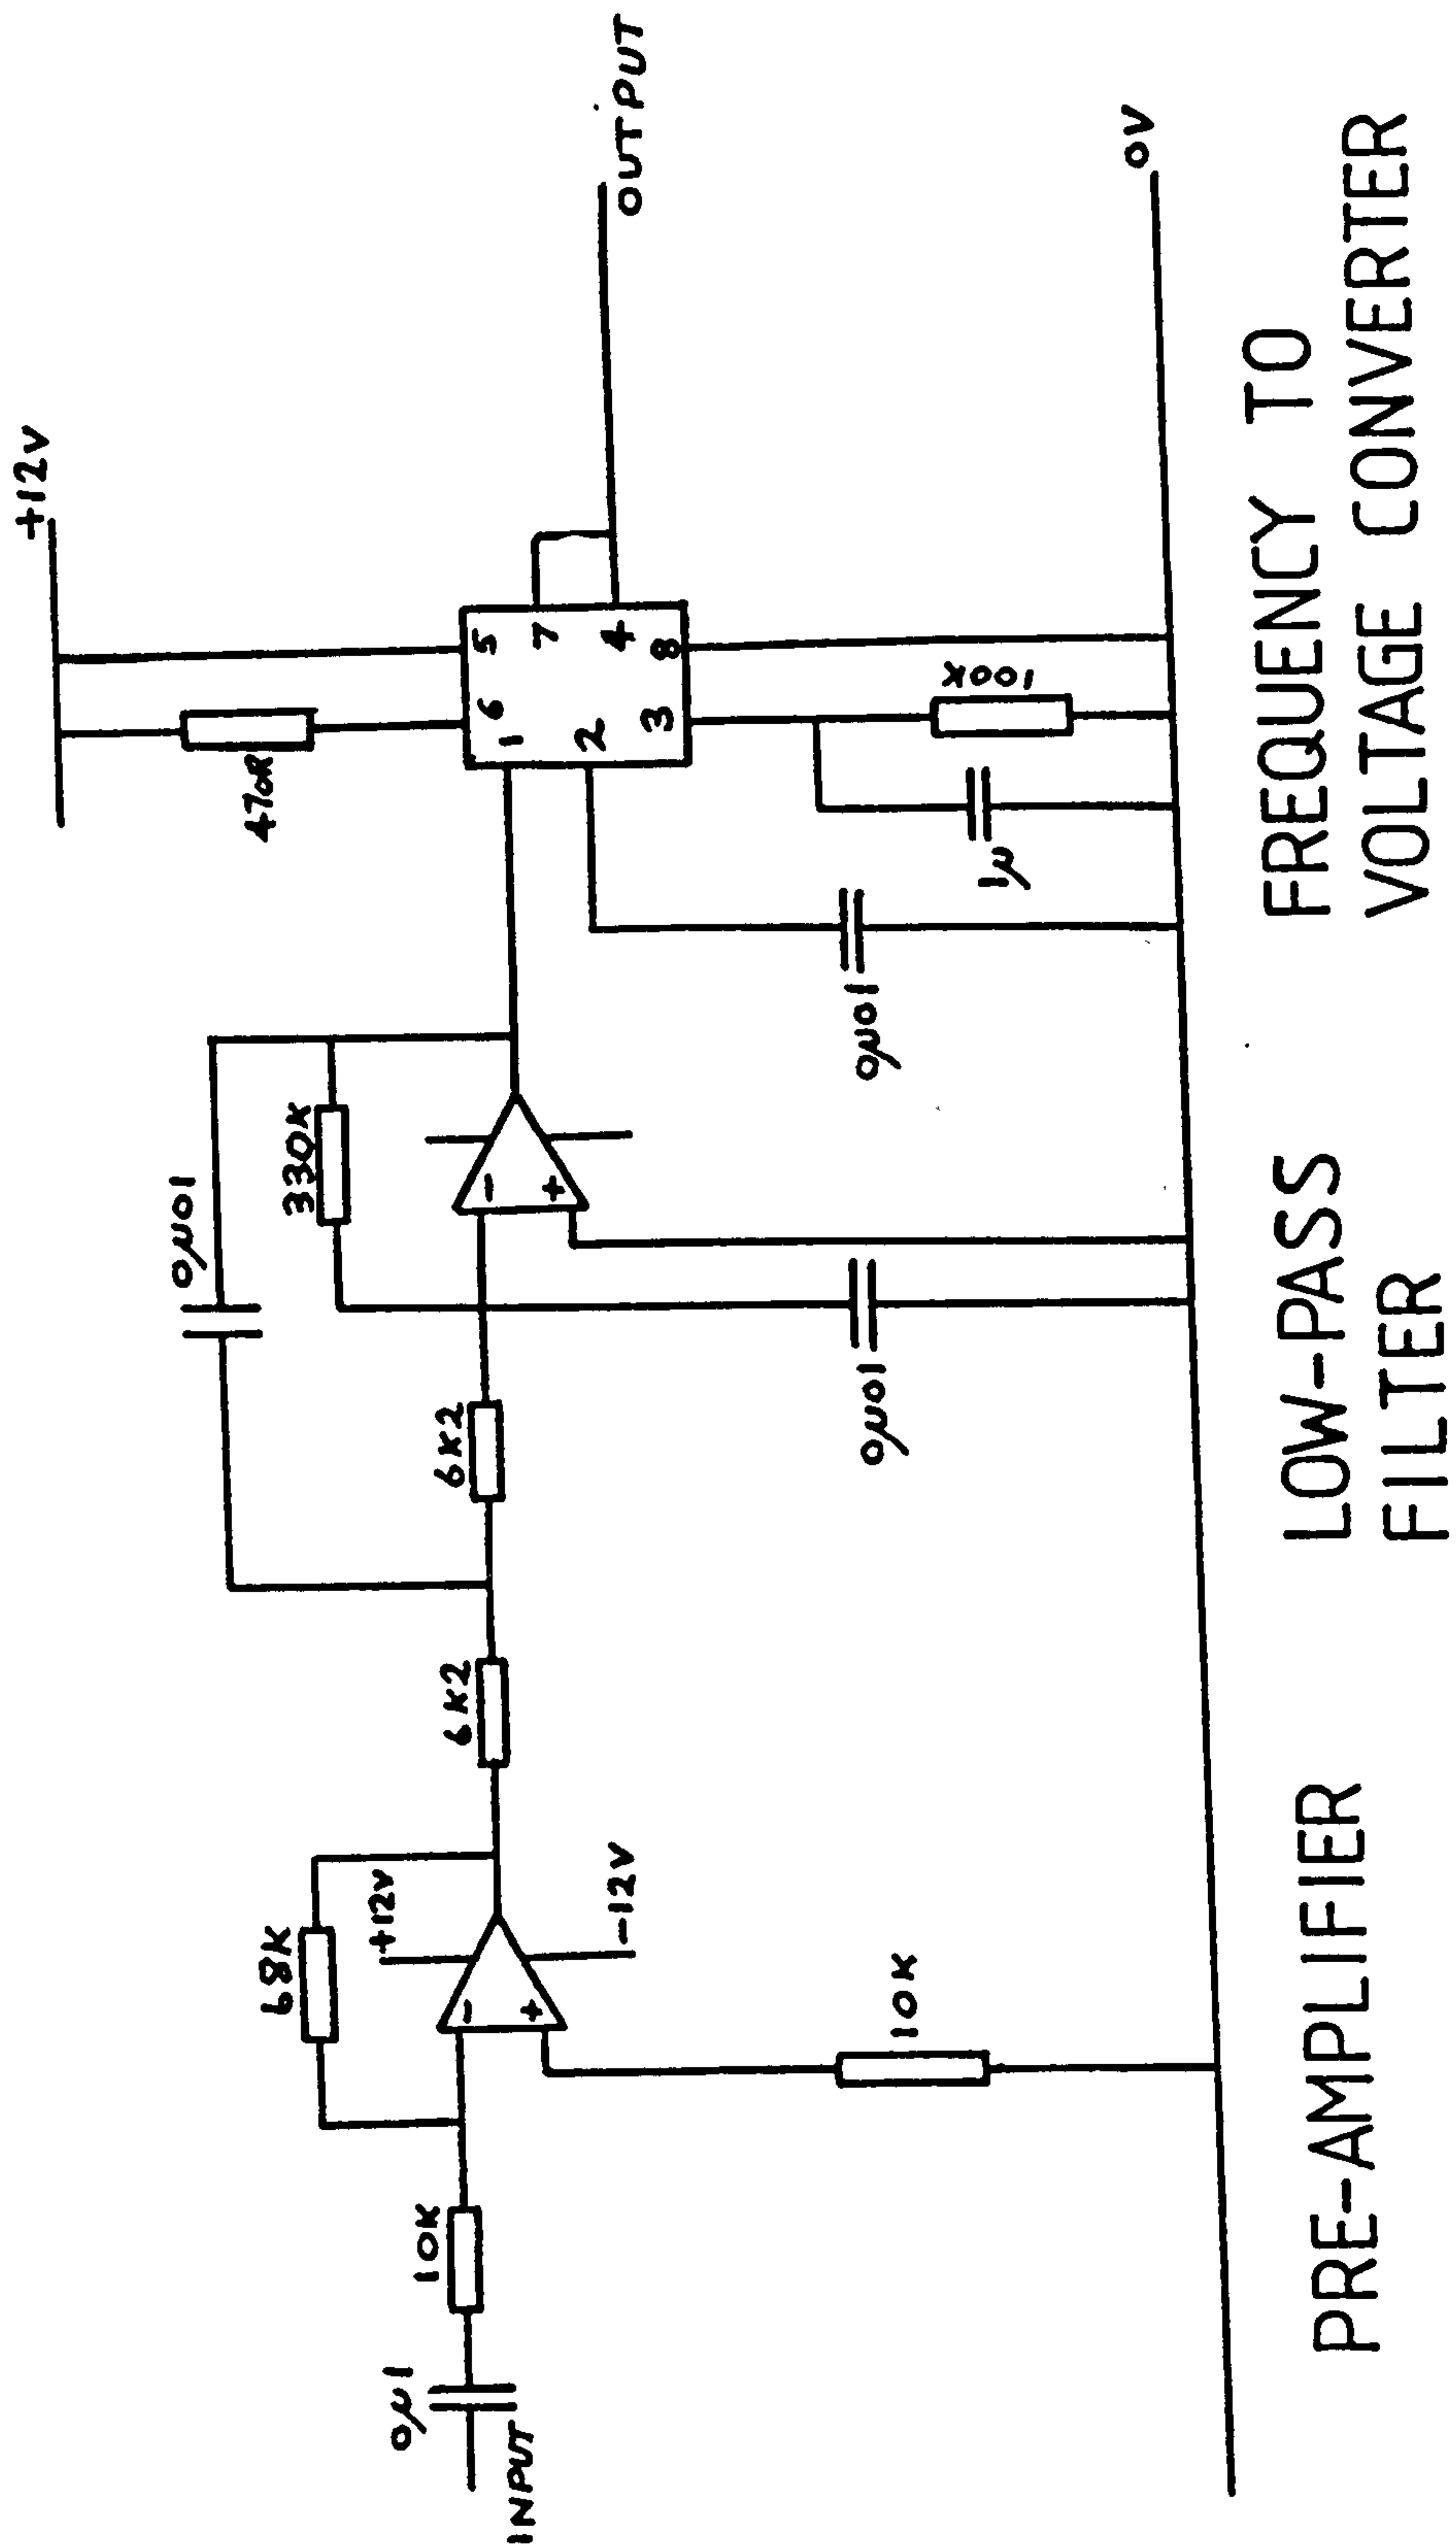 +12V
470R
6
5
1
7
2
4
3
8
OUTPUT
100K
1µ
0µ01
0µ01
330K
-
+
6K2
6K2
0µ01
68K
+12V
-
+
-12V
10K
10K
0µ1
INPUT
0V
PRE-AMPLIFIER
LOW-PASS
FILTER
FREQUENCY TO
VOLTAGE CONVERTER